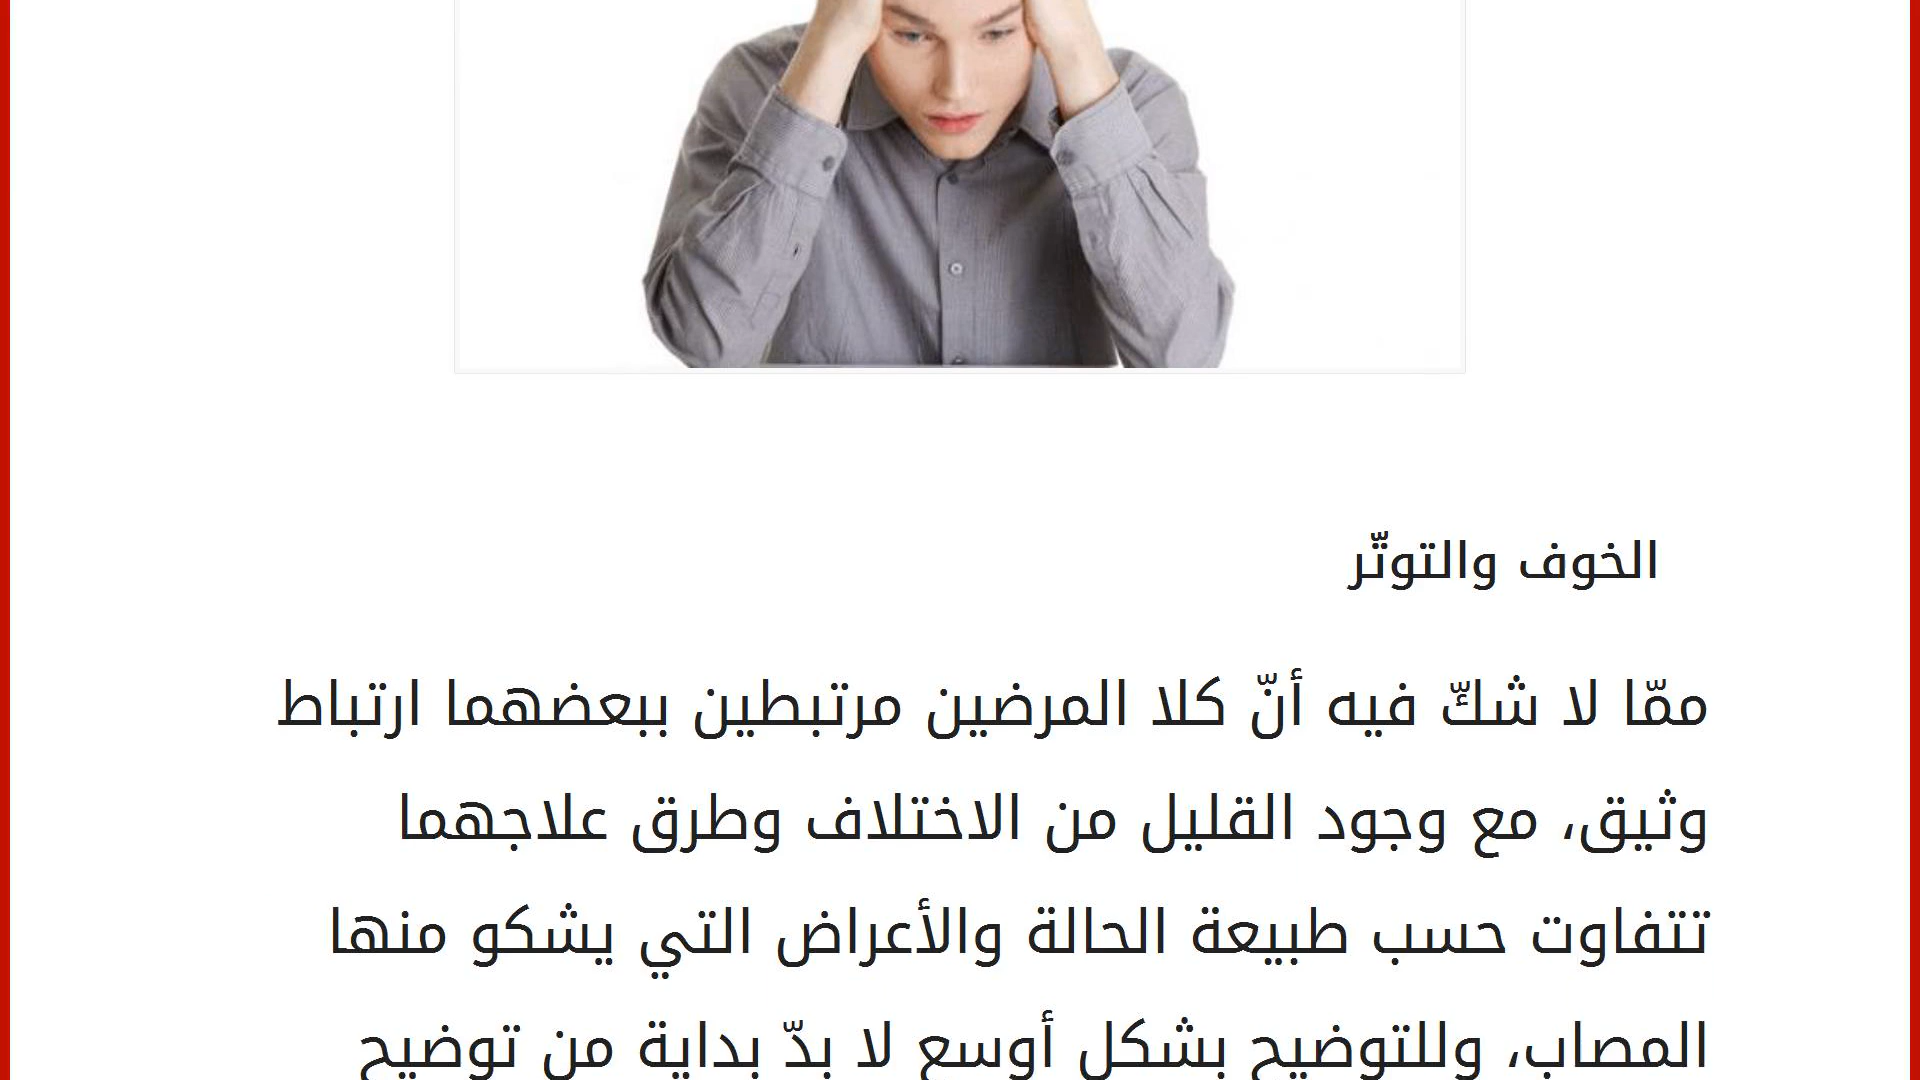 الخوف والتوتّر
ممّا لا شكّ فيه أنّ كلا المرضين مرتبطين ببعضهما ارتباط
وثيق، مع وجود القليل من الاختلاف وطرق علاجهما
تتفاوت حسب طبيعة الحالة والأعراض التي يشكو منها
المصاب، وللتوضيح بشكل أوسع لا بدّ بداية من توضيح